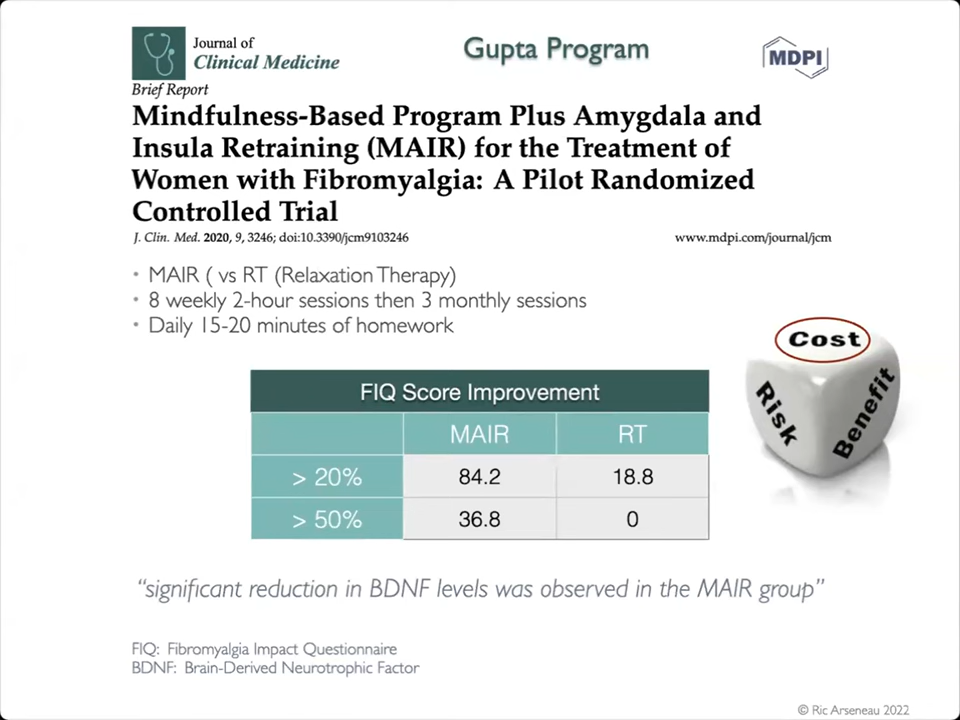 Journal of
Clinical Medicine
Gupta Program
MDPI
Brief Report
Mindfulness-Based Program Plus Amygdala and
Insula Retraining (MAIR) for the Treatment of
Women with Fibromyalgia: A Pilot Randomized
Controlled Trial
J. Clin. Med. 2020, 9, 3246; doi:10.3390/jcm9103246
www.mdpi.com/journal/jcm
• MAIR ( vs RT (Relaxation Therapy)
• 8 weekly 2-hour sessions then 3 monthly sessions
• Daily 15-20 minutes of homework
Cost
Risk
Benefit
FIQ Score Improvement
MAIR RT
> 20% 84.2 18.8
> 50% 36.8 0
“significant reduction in BDNF levels was observed in the MAIR group”
FIQ: Fibromyalgia Impact Questionnaire
BDNF: Brain-Derived Neurotrophic Factor
© Ric Arseneau 2022